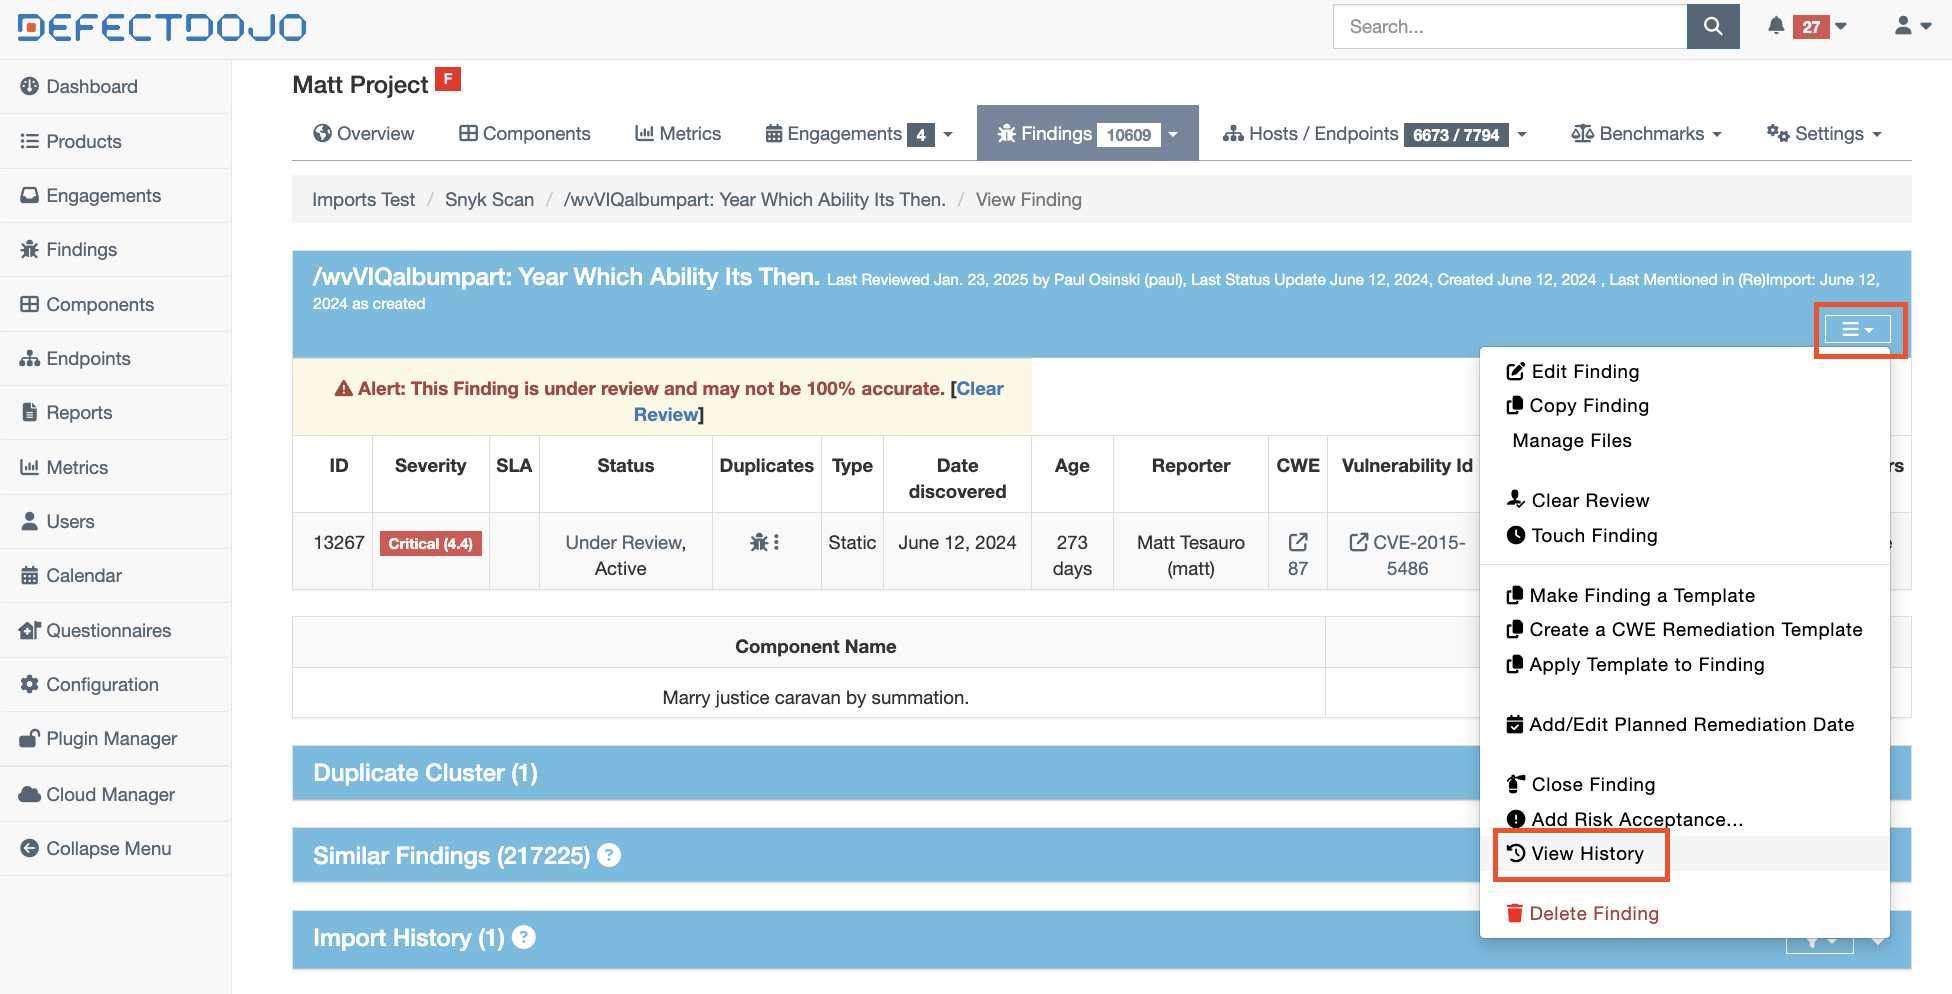 DEFECTDOJO
Search...
27
Dashboard
Products
Engagements
Findings
Components
Endpoints
Reports
Metrics
Users
Calendar
Questionnaires
Configuration
Plugin Manager
Cloud Manager
Collapse Menu
Matt Project F
Overview
Components
Metrics
Engagements 4
Findings 10609
Hosts / Endpoints 6673 / 7794
Benchmarks
Settings
Imports Test / Snyk Scan / /wvVIQalbumpart: Year Which Ability Its Then. / View Finding
/wvVIQalbumpart: Year Which Ability Its Then. Last Reviewed Jan. 23, 2025 by Paul Osinski (paul), Last Status Update June 12, 2024, Created June 12, 2024 , Last Mentioned in (Re)Import: June 12,
2024 as created
Alert: This Finding is under review and may not be 100% accurate. [Clear
Review]
ID
Severity
SLA
Status
Duplicates
Type
Date
discovered
Age
Reporter
CWE
Vulnerability Id
13267
Critical (4.4)
Under Review,
Active
Static
June 12, 2024
273
days
Matt Tesauro
(matt)
87
CVE-2015-
5486
Component Name
Marry justice caravan by summation.
Duplicate Cluster (1)
Similar Findings (217225) ?
Import History (1) ?
Edit Finding
Copy Finding
Manage Files
Clear Review
Touch Finding
Make Finding a Template
Create a CWE Remediation Template
Apply Template to Finding
Add/Edit Planned Remediation Date
Close Finding
Add Risk Acceptance...
View History
Delete Finding